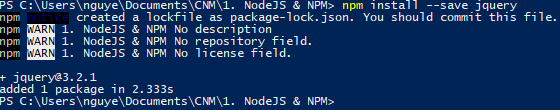 PS C:\Users\nguye\Documents\CNM\1. NodeJS & NPM> npm install --save jquery
npm notice created a lockfile as package-lock.json. You should commit this file.
npm WARN 1. NodeJS & NPM No description
npm WARN 1. NodeJS & NPM No repository field.
npm WARN 1. NodeJS & NPM No license field.
+ jquery@3.2.1
added 1 package in 2.333s
PS C:\Users\nguye\Documents\CNM\1. NodeJS & NPM>